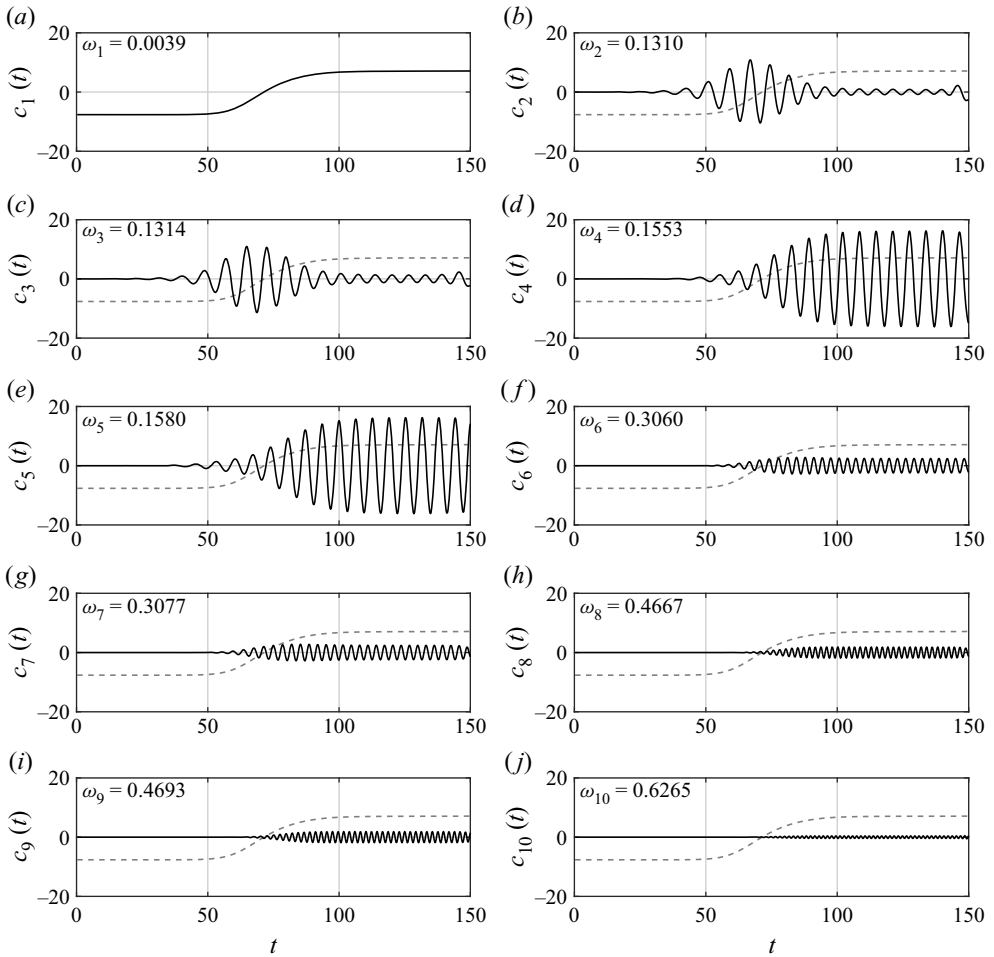 (a)
20
0
–20
c1 (t)
ω1 = 0.0039
0 50 100 150
(b)
20
0
–20
c2 (t)
ω2 = 0.1310
0 50 100 150
(c)
20
0
–20
c3 (t)
ω3 = 0.1314
0 50 100 150
(d)
20
0
–20
c4 (t)
ω4 = 0.1553
0 50 100 150
(e)
20
0
–20
c5 (t)
ω5 = 0.1580
0 50 100 150
(f)
20
0
–20
c6 (t)
ω6 = 0.3060
0 50 100 150
(g)
20
0
–20
c7 (t)
ω7 = 0.3077
0 50 100 150
(h)
20
0
–20
c8 (t)
ω8 = 0.4667
0 50 100 150
(i)
20
0
–20
c9 (t)
ω9 = 0.4693
0 50 100 150
t
(j)
20
0
–20
c10 (t)
ω10 = 0.6265
0 50 100 150
t